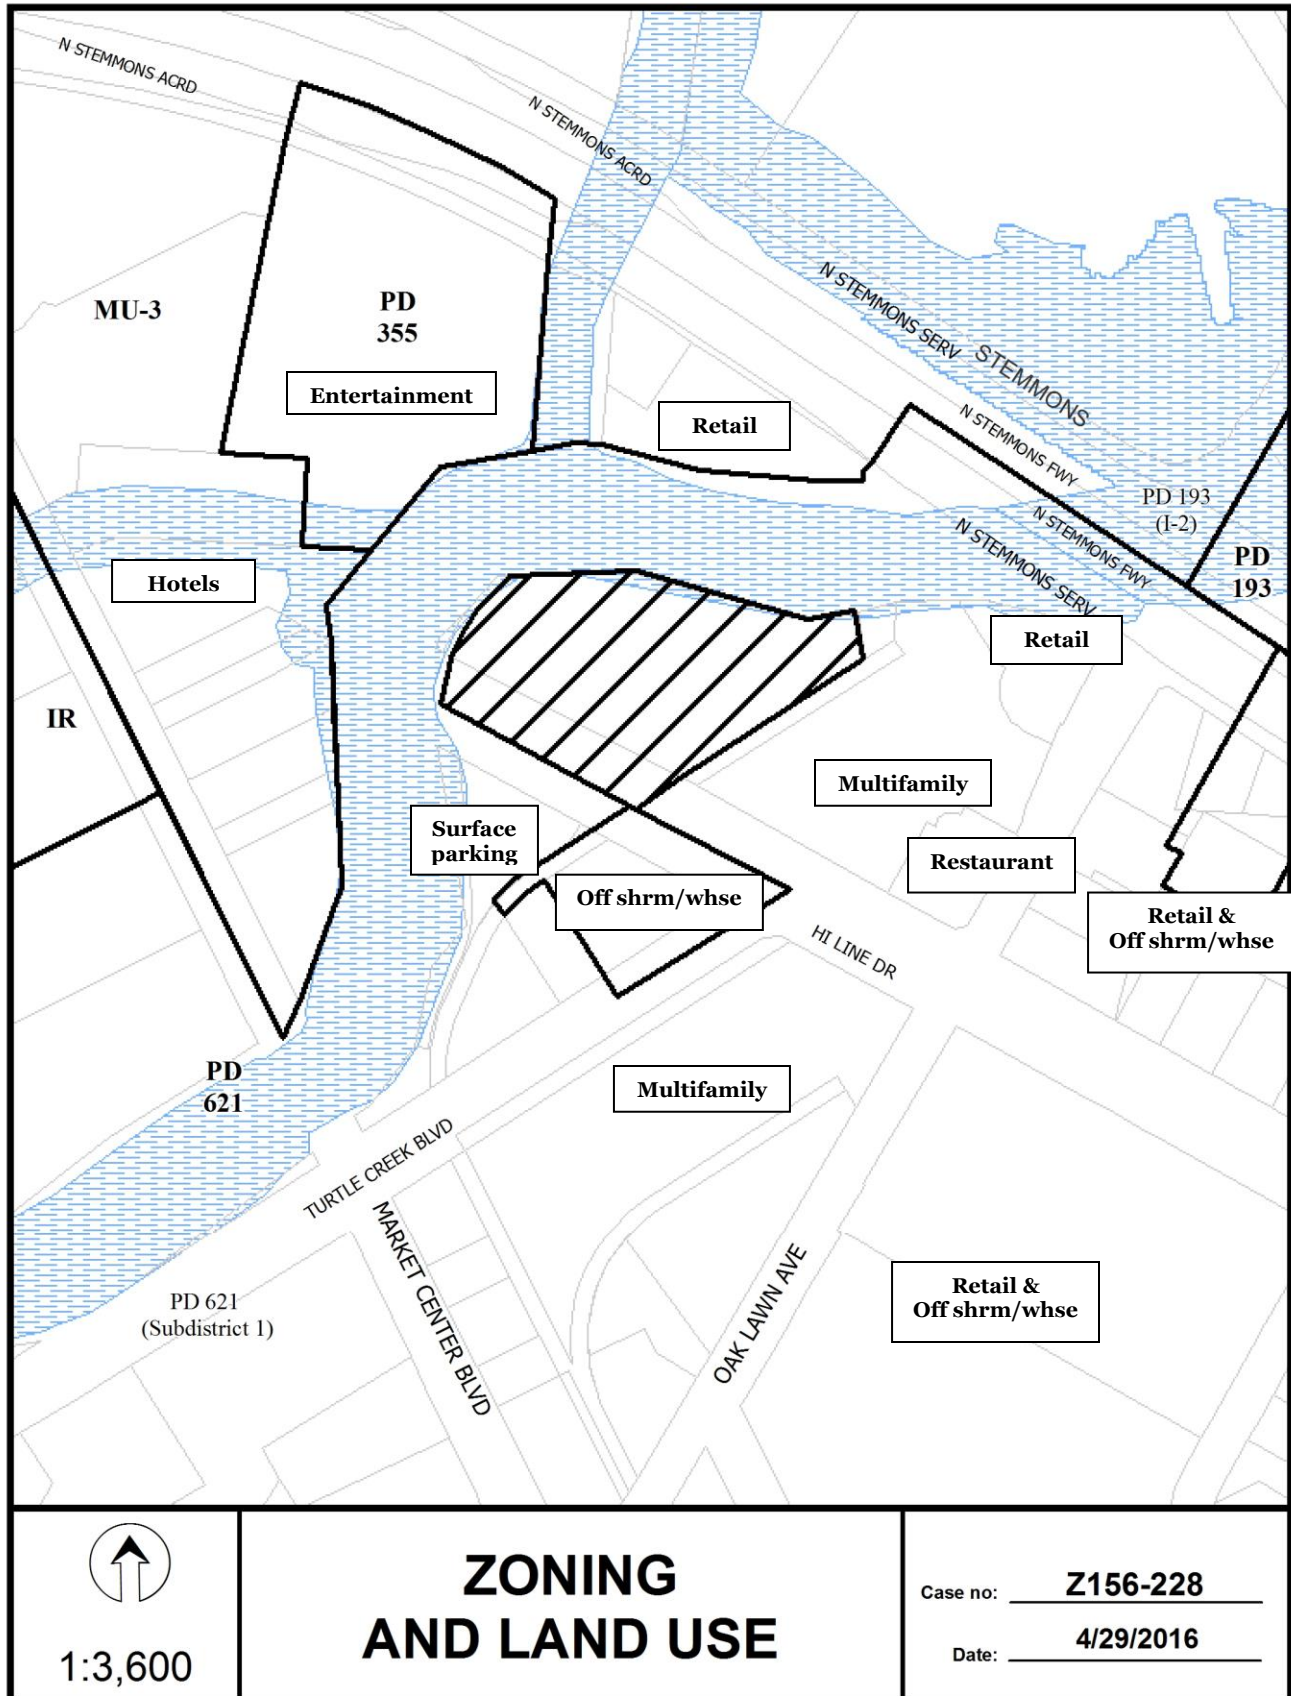 N STEMMONS ACRD
N STEMMONS ACRD
MU-3
PD
355
Entertainment
N STEMMONS SERV
STEMMONS
Retail
N STEMMONS FWY
PD 193
(I-2)
N STEMMONS FWY
N STEMMONS SERV
PD
193
Hotels
Retail
IR
Multifamily
Surface
parking
Restaurant
Off shrm/whse
Retail &
Off shrm/whse
HI LINE DR
PD
621
Multifamily
TURTLE CREEK BLVD
MARKET CENTER BLVD
OAK LAWN AVE
PD 621
(Subdistrict 1)
Retail &
Off shrm/whse
1:3,600
ZONING
AND LAND USE
Case no: Z156-228
Date: 4/29/2016